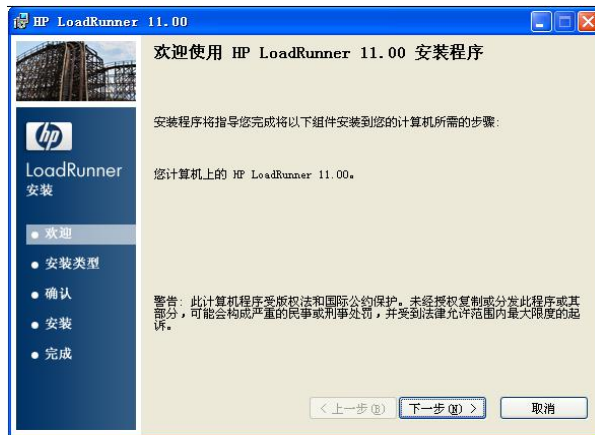 HP LoadRunner 11.00
欢迎使用 HP LoadRunner 11.00 安装程序
安装程序将指导您完成将以下组件安装到您的计算机所需的步骤:
您计算机上的 HP LoadRunner 11.00。
hp
LoadRunner
安装
欢迎
安装类型
确认
安装
完成
警告: 此计算机程序受版权法和国际公约保护。未经授权复制或分发此程序或其
部分，可能会构成严重的民事或刑事处罚，并受到法律允许范围内最大限度的起
诉。
< 上一步(B)
下一步(N) >
取消